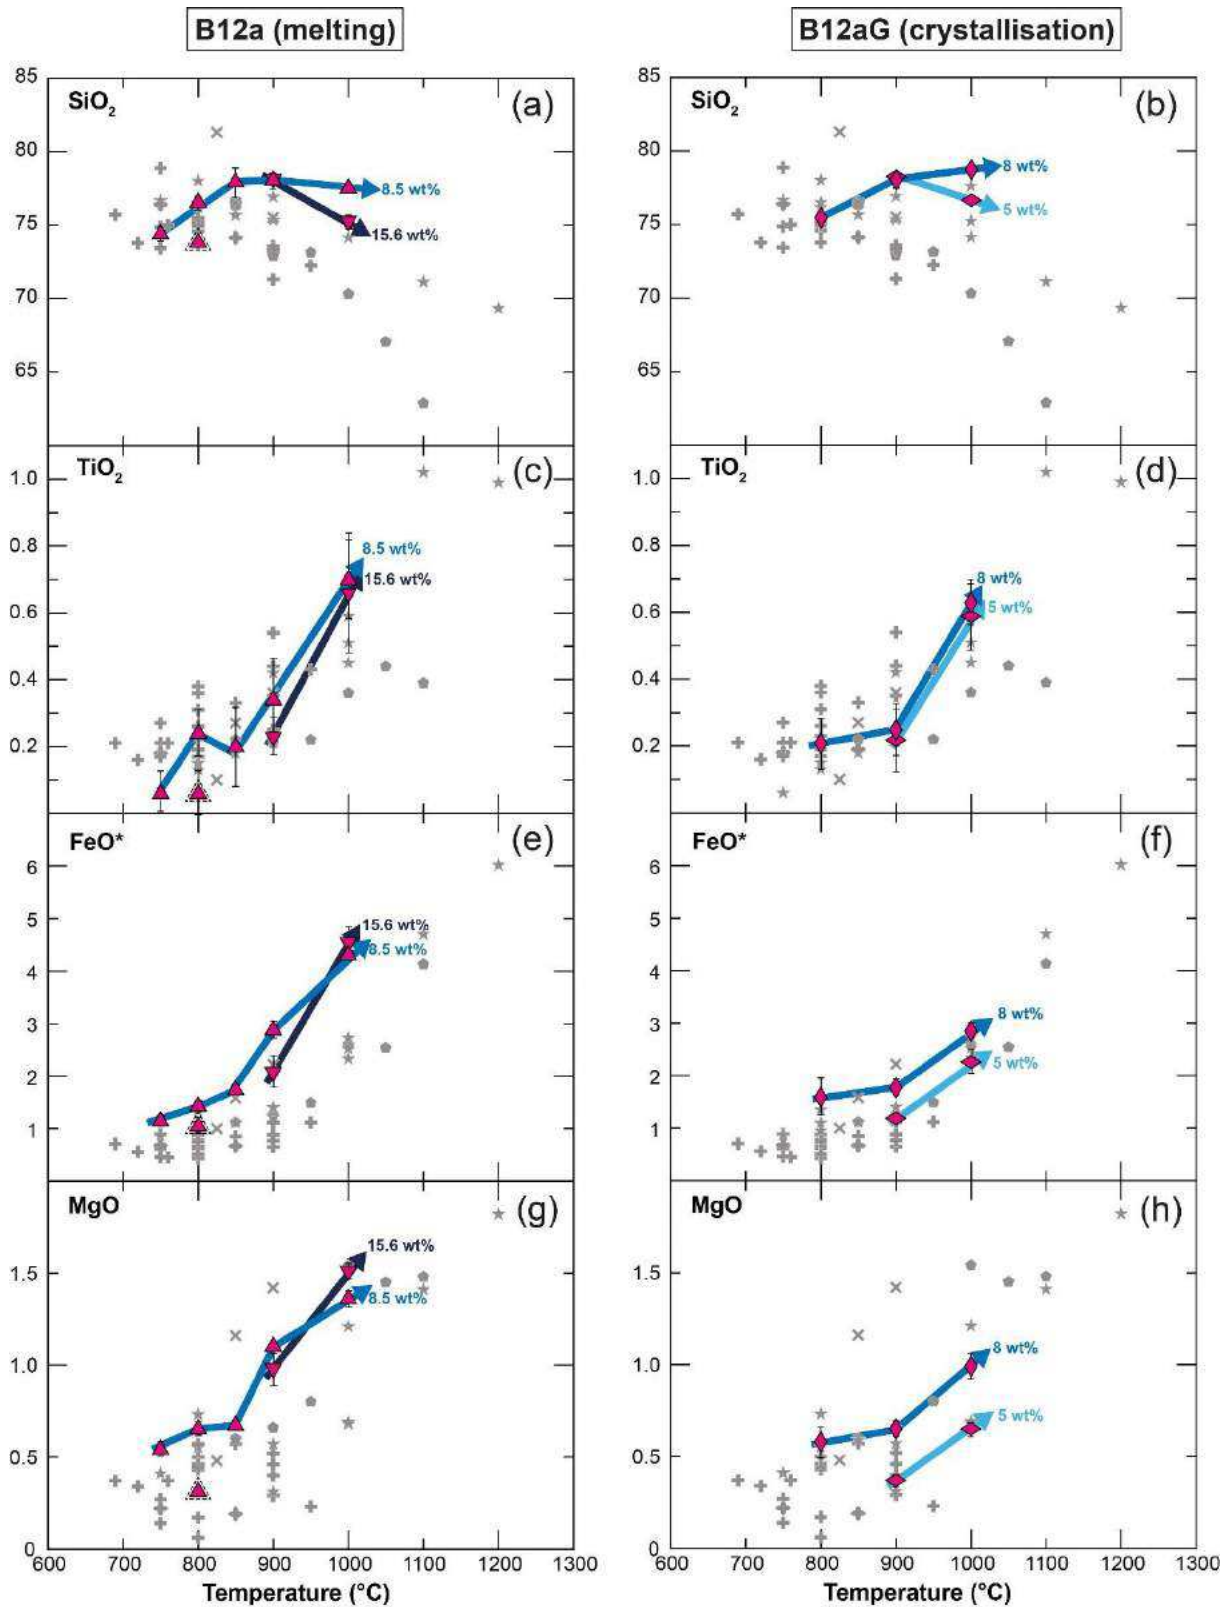 B12a (melting)
B12aG (crystallisation)
85
80
75
70
65
SiO₂
(a)
8.5 wt%
15.6 wt%
85
80
75
70
65
SiO₂
(b)
8 wt%
5 wt%
1.0
0.8
0.6
0.4
0.2
TiO₂
(c)
8.5 wt%
15.6 wt%
1.0
0.8
0.6
0.4
0.2
TiO₂
(d)
8 wt%
5 wt%
6
5
4
3
2
1
FeO*
(e)
15.6 wt%
8.5 wt%
6
5
4
3
2
1
FeO*
(f)
8 wt%
5 wt%
1.5
1.0
0.5
0
MgO
(g)
15.6 wt%
8.5 wt%
1.5
1.0
0.5
0
MgO
(h)
8 wt%
5 wt%
600 700 800 900 1000 1100 1200 1300
Temperature (°C)
600 700 800 900 1000 1100 1200 1300
Temperature (°C)